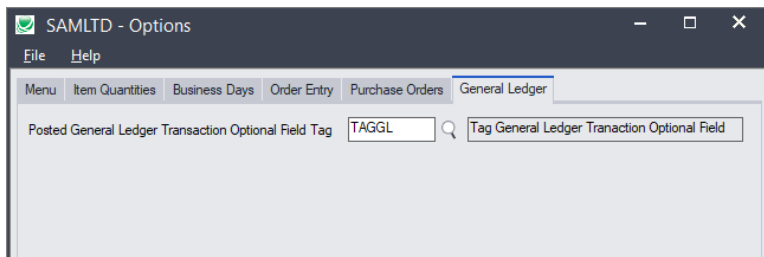 SAMLTD - Options
File Help
Menu Item Quantities Business Days Order Entry Purchase Orders General Ledger
Posted General Ledger Transaction Optional Field Tag TAGGL Tag General Ledger Tranaction Optional Field